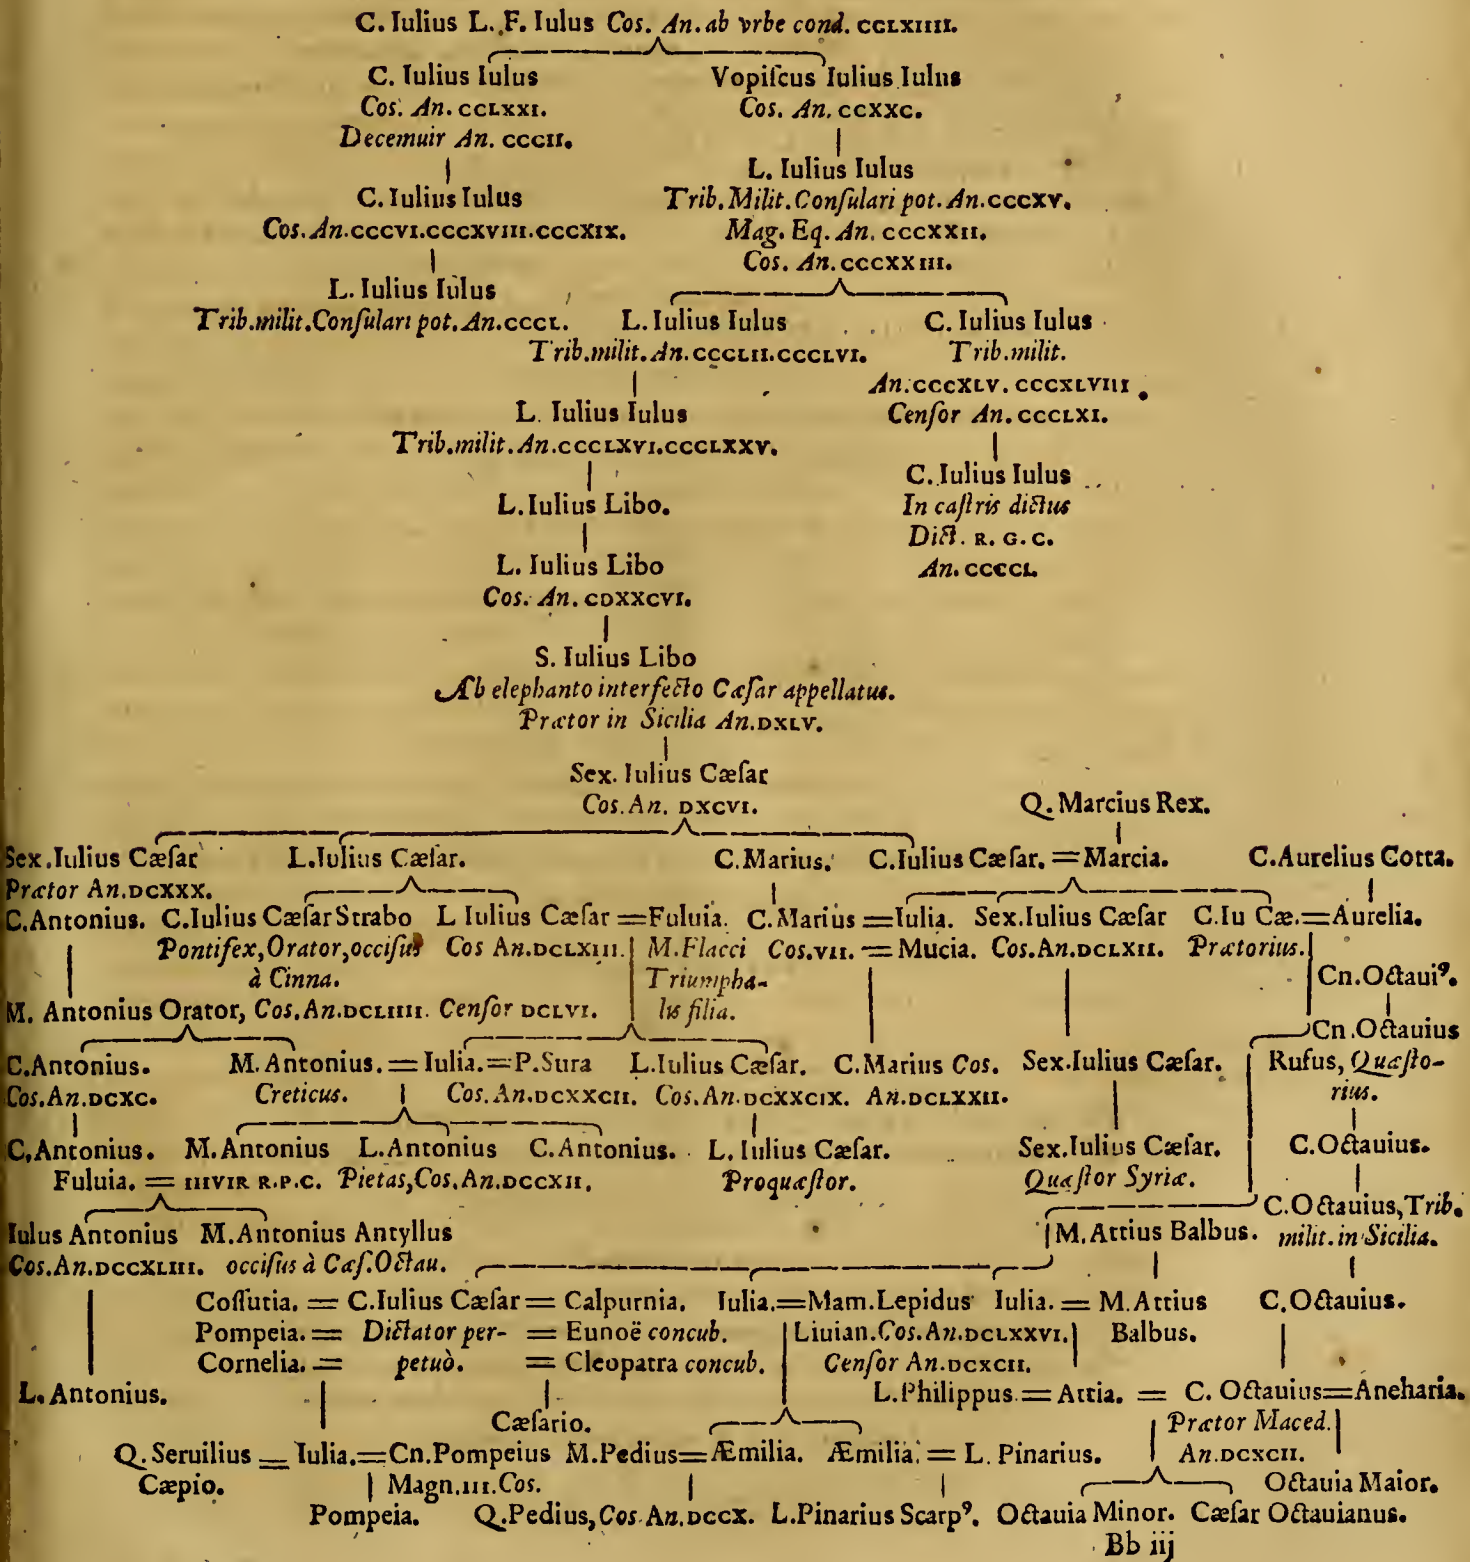 C. Iulius L. F. Iulus Cos. An. ab vrbe cond. CCLXIIII.
C. Iulius Iulus Vopiſcus Iulius Iulus
Cos. An. CCLXXI. Cos. An. CCXXC.
Decemuir An. CCCII.
L. Iulius Iulus
C. Iulius Iulus Trib. Milit. Conſulari pot. An. CCCXV.
Cos. An. CCCVI. CCCXVIII. CCCXIX. Mag. Eq. An. CCCXXII.
Cos. An. CCCXXIII.
L. Iulius Iulus
Trib. milit. Conſulari pot. An. CCCL. L. Iulius Iulus C. Iulius Iulus
Trib. milit. An. CCCLII. CCCLVI. Trib. milit.
An. CCCXLV. CCCXLVIII.
L. Iulius Iulus Cenſor An. CCCLXI.
Trib. milit. An. CCCLXVI. CCCLXXV.
C. Iulius Iulus
L. Iulius Libo. In caſtris dictus
Dict. R. G. C.
L. Iulius Libo An. CCCCL
Cos. An. CDXXCVI.
S. Iulius Libo
Ab elephanto interfecto Cæſar appellatus.
Prætor in Sicilia An. DXLV.
Sex. Iulius Cæſar
Cos. An. DXCVI. Q. Marcius Rex.
Sex. Iulius Cæſar L. Iulius Cæſar. C. Marius. C. Iulius Cæſar. = Marcia. C. Aurelius Cotta.
Prætor An. DCXXX.
C. Antonius. C. Iulius Cæſar Strabo L Iulius Cæſar = Fuluia. C. Marius = Iulia. Sex. Iulius Cæſar C. Iu Cæ. = Aurelia.
Pontifex, Orator, occiſus Cos An. DCLXIII. M. Flacci Cos. VII. = Mucia. Cos. An. DCLXII. Prætorius.
à Cinna. Triumpha- Cn. Octaui⁹.
M. Antonius Orator, Cos. An. DCLIIII. Cenſor DCLVI. lis filia.
Cn. Octauius
C. Antonius. M. Antonius. = Iulia. = P. Sura L. Iulius Cæſar. C. Marius Cos. Sex. Iulius Cæſar. Rufus, Quæſto-
Cos. An. DCXC. Creticus. Cos. An. DCXXCII. Cos. An. DCXXCIX. An. DCLXXII. rius.
C. Antonius. M. Antonius L. Antonius C. Antonius. L. Iulius Cæſar. Sex. Iulius Cæſar. C. Octauius.
Fuluia. = IIIVIR R.P.C. Pietas, Cos. An. DCCXII. Proquæſtor. Quæſtor Syriæ.
Iulus Antonius M. Antonius Antyllus M. Attius Balbus. C. Octauius, Trib.
Cos. An. DCCXLIII. occiſus à Cæſ. Octau. milit. in Sicilia.
Coſſutia. = C. Iulius Cæſar = Calpurnia. Iulia. = Mam. Lepidus Iulia. = M. Attius C. Octauius.
Pompeia. = Dictator per- = Eunoë concub. Liuian. Cos. An. DCLXXVI. Balbus.
Cornelia. = petuò. = Cleopatra concub. Cenſor An. DCXCII.
L. Antonius. L. Philippus. = Attia. = C. Octauius = Aneharia.
Cæſario. Prætor Maced.
Q. Seruilius = Iulia. = Cn. Pompeius M. Pedius = Æmilia. Æmilia. = L. Pinarius. An. DCXCII.
Cæpio. Magn. III. Cos. Octauia Maior.
Pompeia. Q. Pedius, Cos. An. DCCX. L. Pinarius Scarp⁹. Octauia Minor. Cæſar Octauianus.
Bb iij